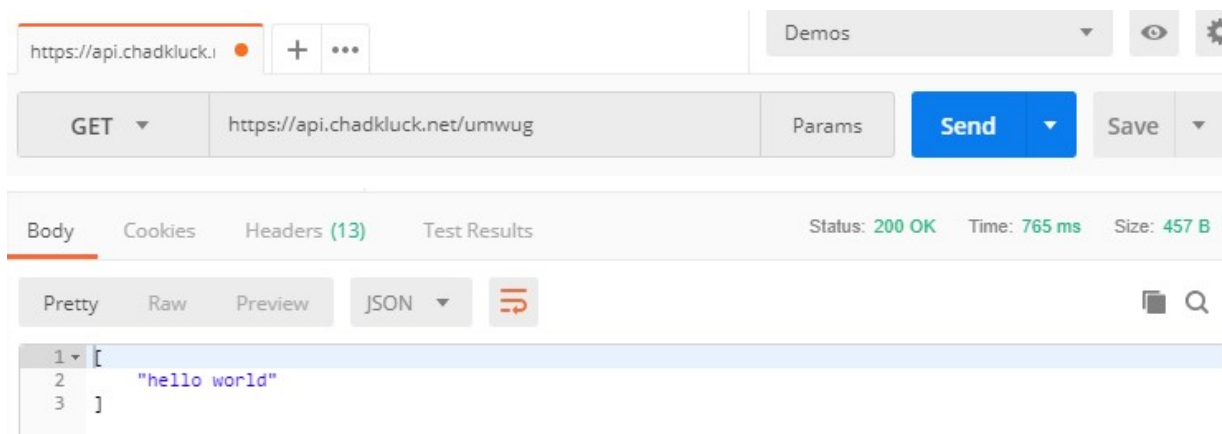 https://api.chadkluck.
Demos
GET https://api.chadkluck.net/umwug Params Send Save
Body Cookies Headers (13) Test Results Status: 200 OK Time: 765 ms Size: 457 B
Pretty Raw Preview JSON
1 [
2 "hello world"
3 ]